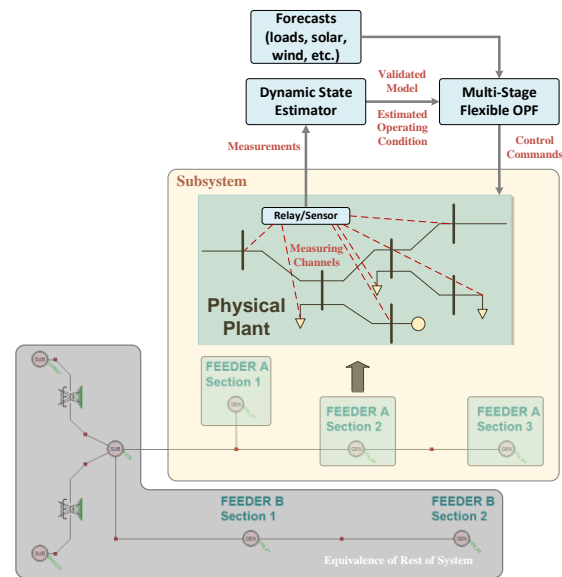 Forecasts
(loads, solar,
wind, etc.)
Dynamic State
Estimator
Validated
Model
Estimated
Operating
Condition
Multi-Stage
Flexible OPF
Measurements
Control
Commands
Subsystem
Relay/Sensor
Measuring
Channels
Physical
Plant
FEEDER A
Section 1
GEN
FEEDER A
Section 2
GEN
FEEDER A
Section 3
GEN
SUB
SUB
SUB
FEEDER B
Section 1
GEN
FEEDER B
Section 2
GEN
Equivalence of Rest of System